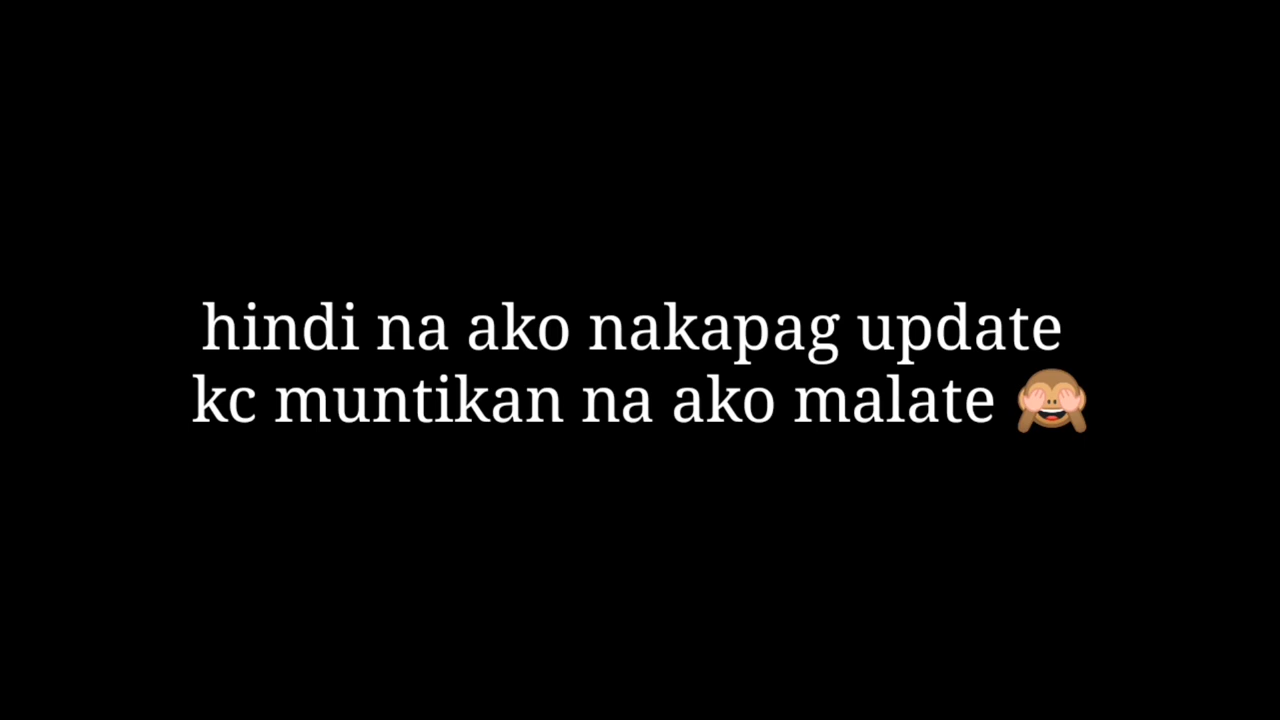 hindi na ako nakapag update
kc muntikan na ako malate 🙈